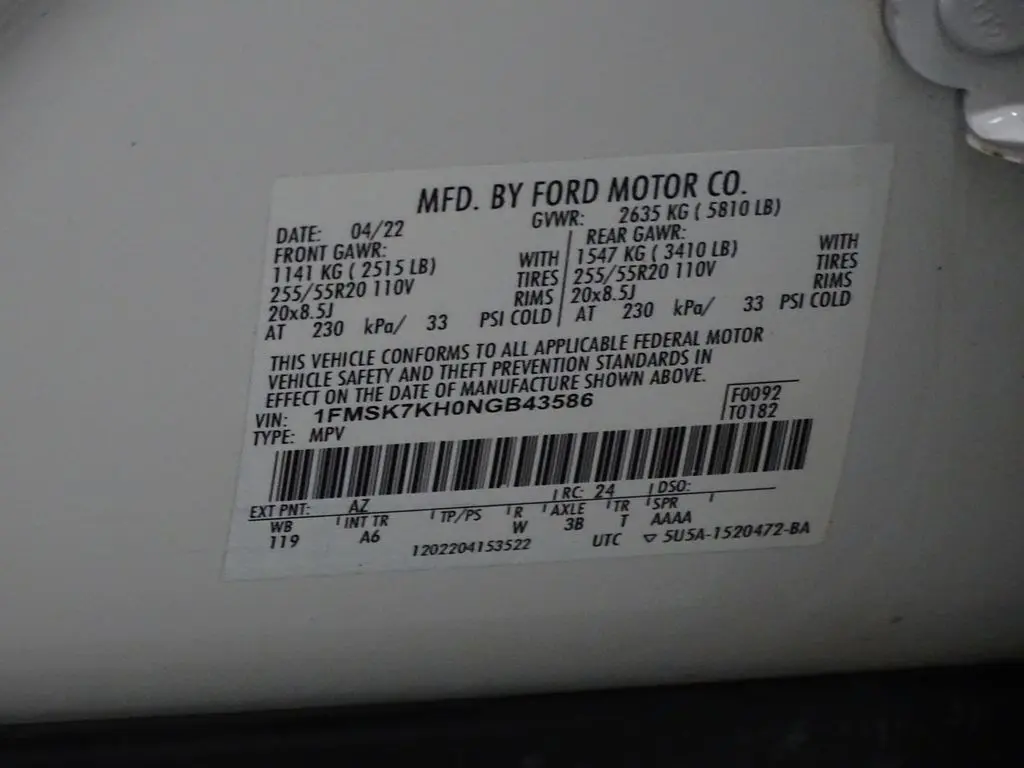 MFD. BY FORD MOTOR CO.
DATE: 04/22 GVWR: 2635 KG ( 5810 LB)
FRONT GAWR: REAR GAWR:
1141 KG ( 2515 LB) WITH 1547 KG ( 3410 LB) WITH
255/55R20 110V TIRES 255/55R20 110V TIRES
20x8.5J RIMS 20x8.5J RIMS
AT 230 kPa/ 33 PSI COLD AT 230 kPa/ 33 PSI COLD
THIS VEHICLE CONFORMS TO ALL APPLICABLE FEDERAL MOTOR
VEHICLE SAFETY AND THEFT PREVENTION STANDARDS IN
EFFECT ON THE DATE OF MANUFACTURE SHOWN ABOVE.
VIN: 1FMSK7KH0NGB43586 F0092
TYPE: MPV T0182
EXT PNT: AZ RC: 24 DSO:
WB INT TR TP/PS R AXLE TR SPR
119 A6 W 3B T AAAA
1202204153522 UTC ▽ 5U5A-1520472-BA